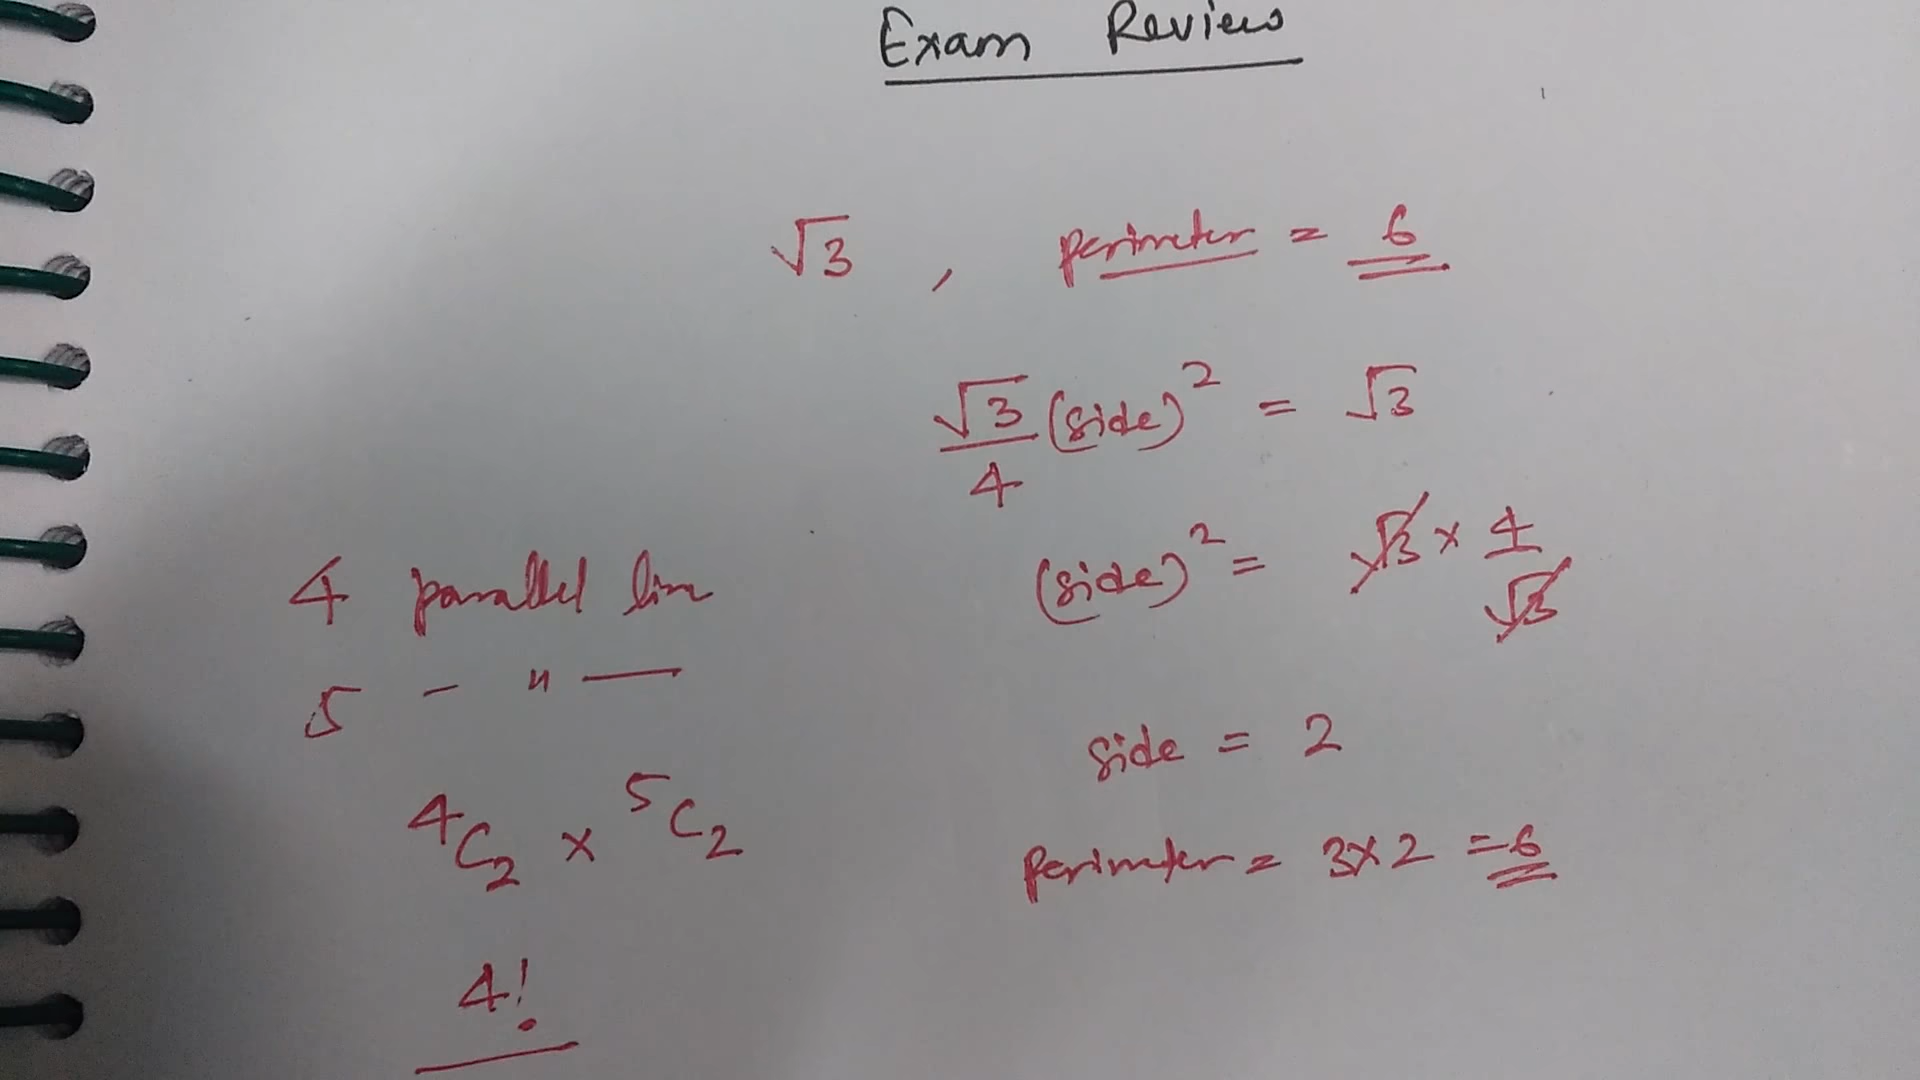 Exam Review
√3 , perimeter = 6
√3/4 (side)² = √3
(side)² = √3 × 4/√3
side = 2
perimeter = 3×2 = 6
4 parallel line
5 — " —
⁴C₂ × ⁵C₂
4!